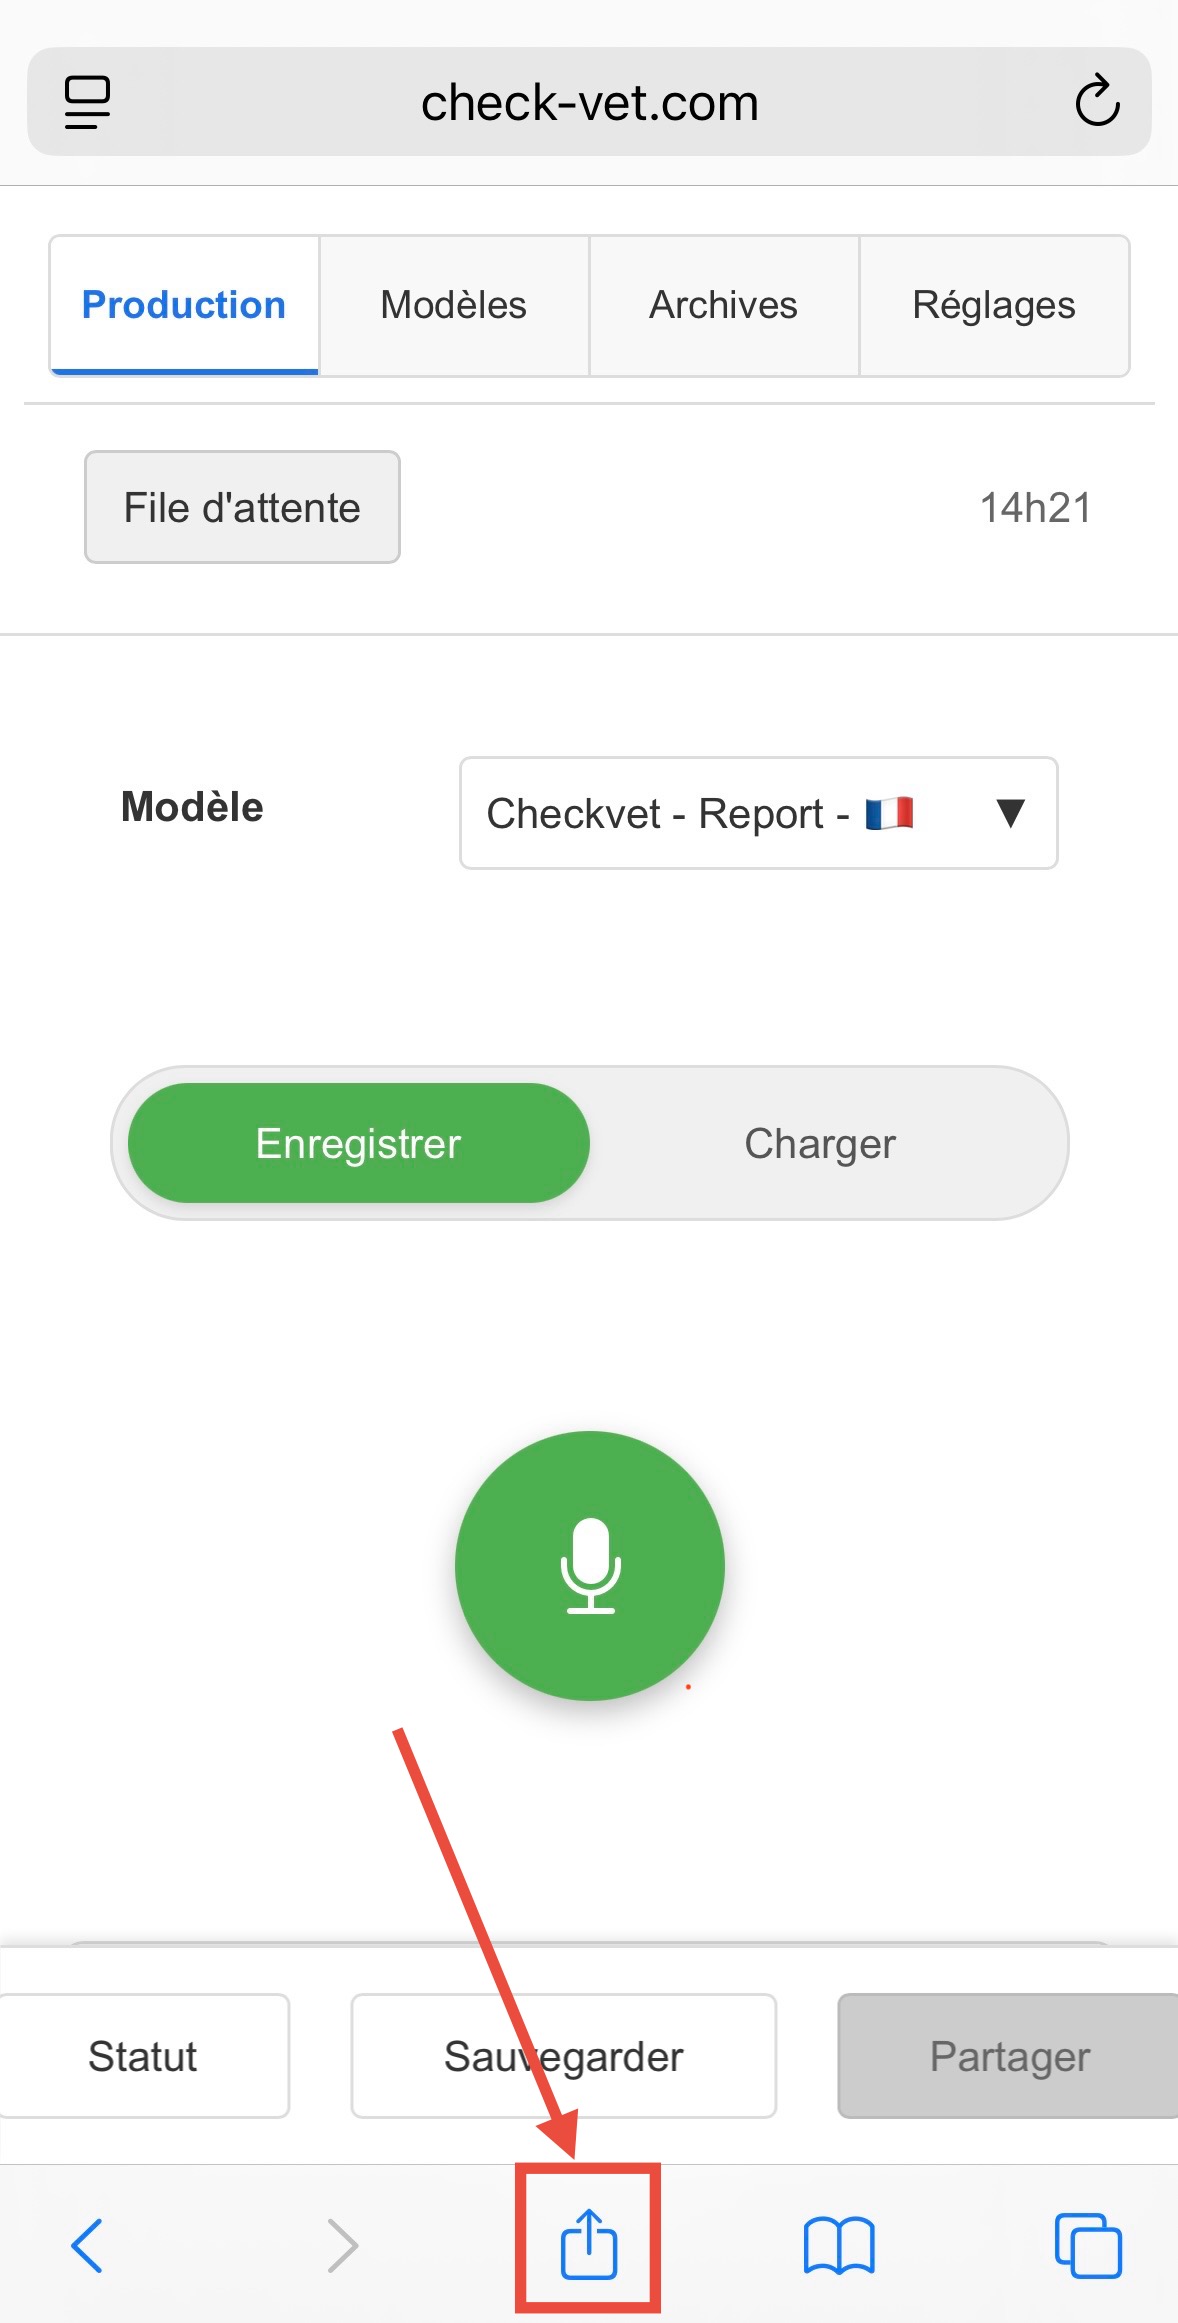 check-vet.com
Production Modèles Archives Réglages
File d'attente 14h21
Modèle Checkvet - Report - 🇫🇷 ▼
Enregistrer Charger
Statut Sauvegarder Partager